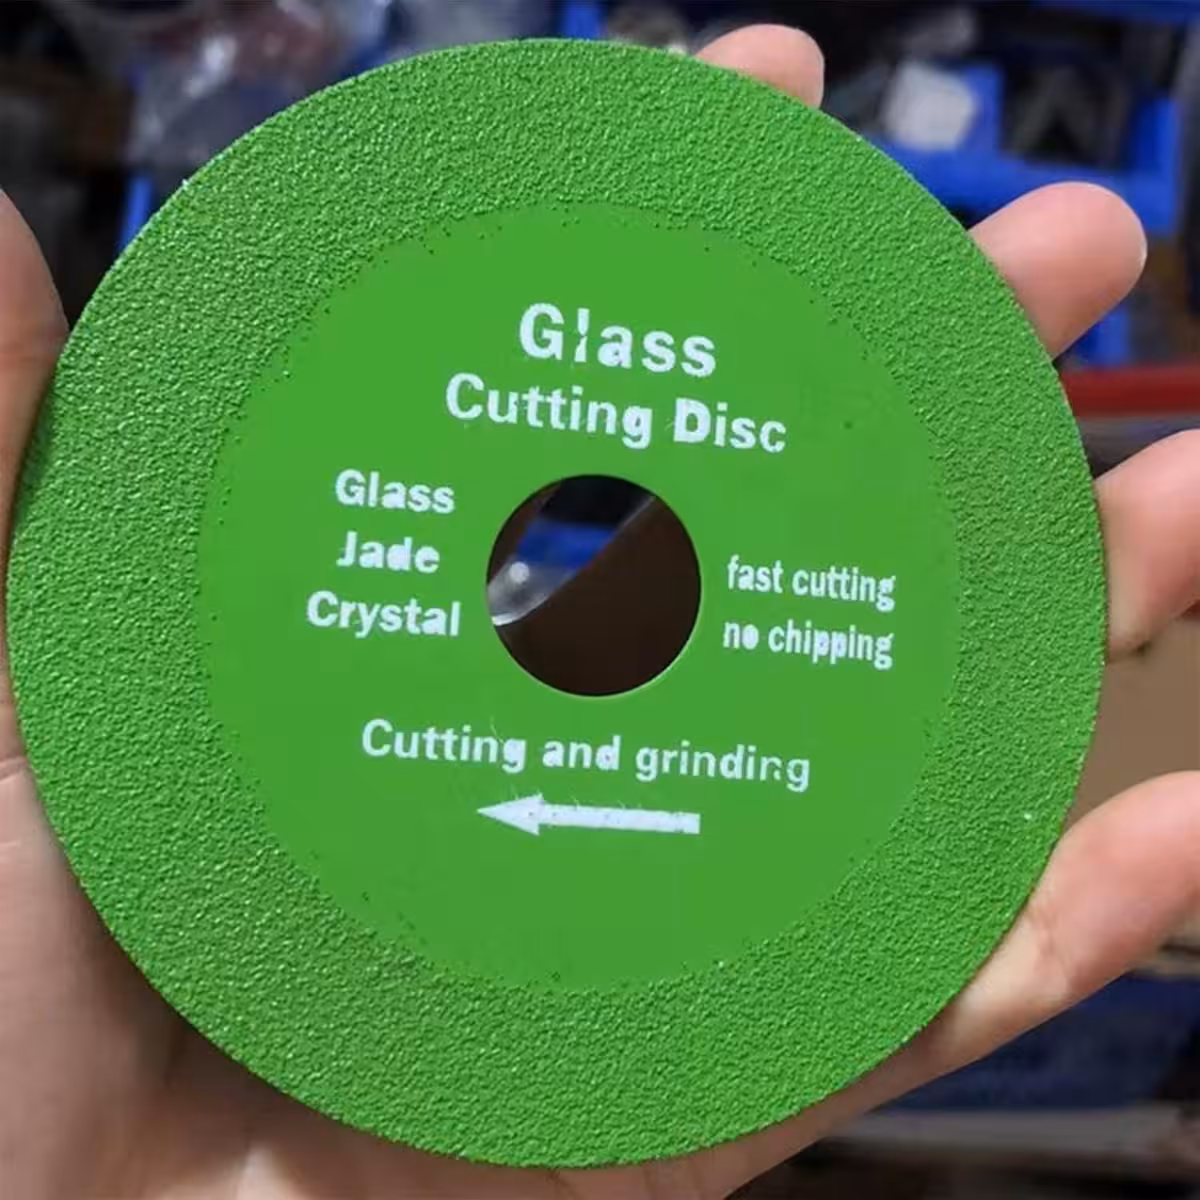 Glass
Cutting Disc
Glass
Jade
Crystal
fast cutting
no chipping
Cutting and grinding